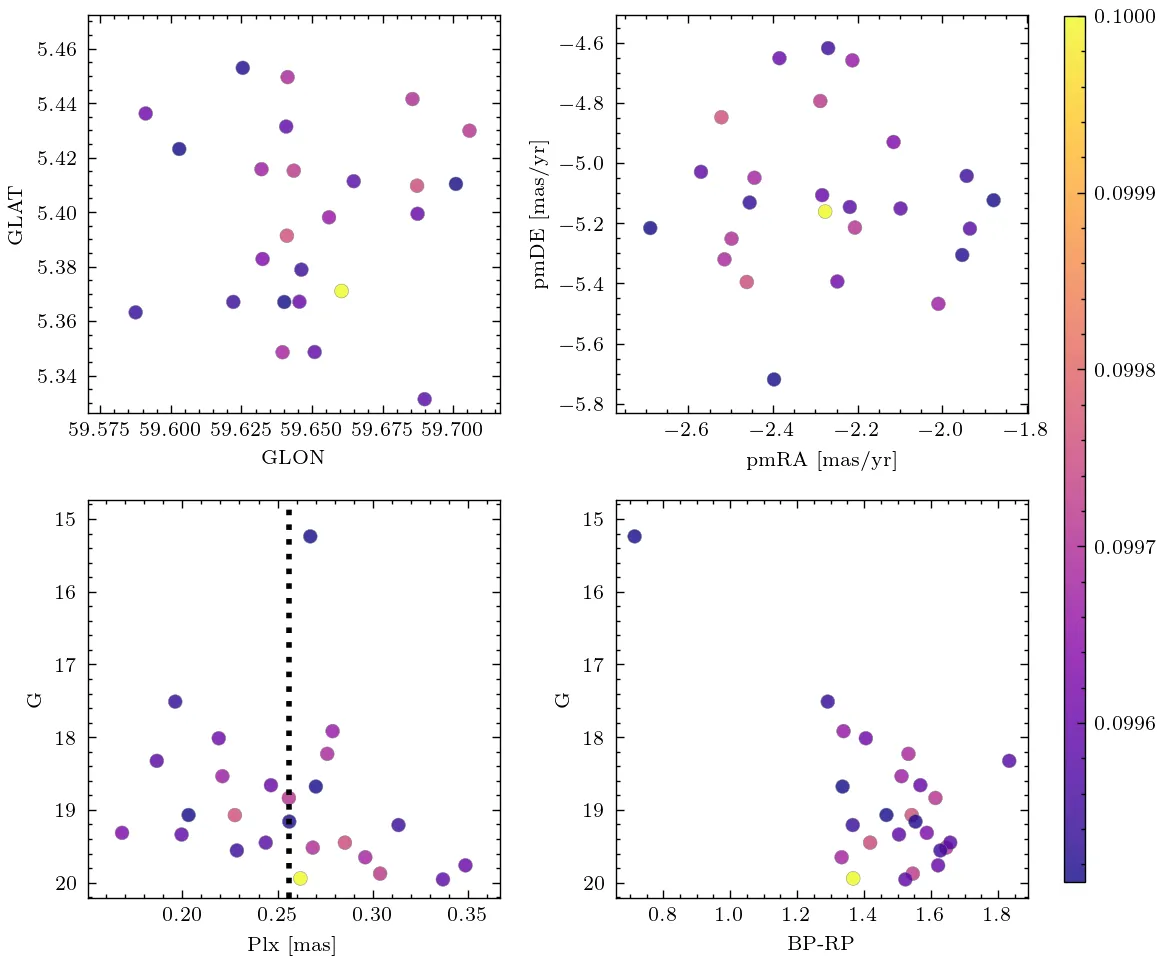 5.46
5.44
5.42
5.40
5.38
5.36
5.34
GLAT
59.575 59.600 59.625 59.650 59.675 59.700
GLON
−4.6
−4.8
−5.0
−5.2
−5.4
−5.6
−5.8
pmDE [mas/yr]
−2.6 −2.4 −2.2 −2.0 −1.8
pmRA [mas/yr]
15
16
17
18
19
20
G
0.20 0.25 0.30 0.35
Plx [mas]
15
16
17
18
19
20
G
0.8 1.0 1.2 1.4 1.6 1.8
BP-RP
0.1000
0.0999
0.0998
0.0997
0.0996